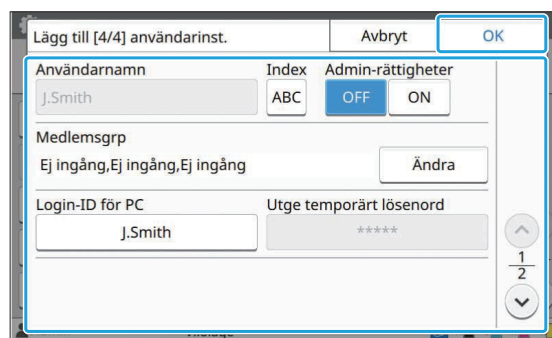 Lägg till [4/4] användarinst.
Avbryt
OK
Användarnamn
Index
Admin-rättigheter
J.Smith
ABC
OFF
ON
Medlemsgrp
Ej ingång,Ej ingång,Ej ingång
Ändra
Login-ID för PC
Utge temporärt lösenord
J.Smith
*****
1
2